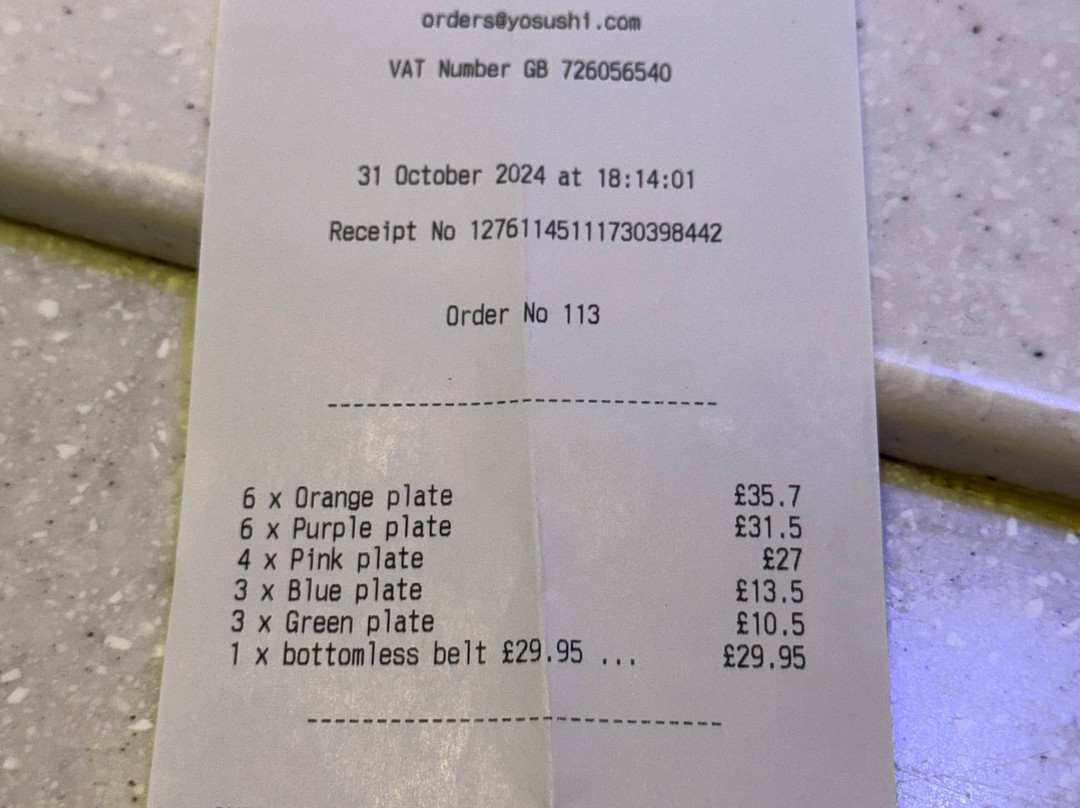 orders@yosushi.com
VAT Number GB 726056540
31 October 2024 at 18:14:01
Receipt No 12761145111730398442
Order No 113
6 x Orange plate £35.7
6 x Purple plate £31.5
4 x Pink plate £27
3 x Blue plate £13.5
3 x Green plate £10.5
1 x bottomless belt £29.95 ... £29.95